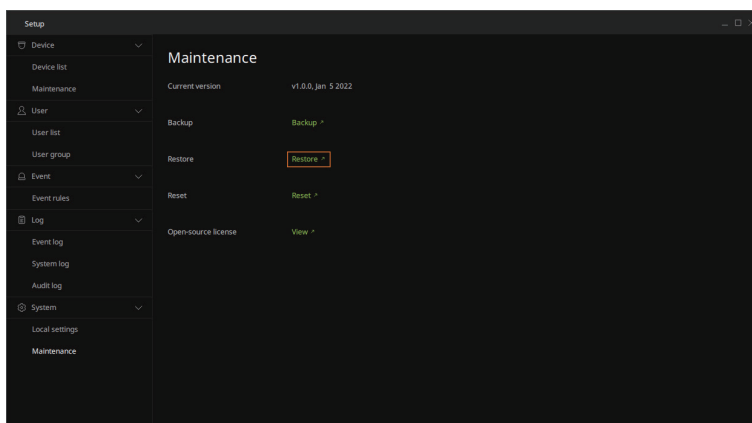 Setup
Device
Device list
Maintenance
User
User list
User group
Event
Event rules
Log
Event log
System log
Audit log
System
Local settings
Maintenance
Maintenance
Current version v1.0.0, Jan 5 2022
Backup Backup
Restore Restore
Reset Reset
Open-source license View